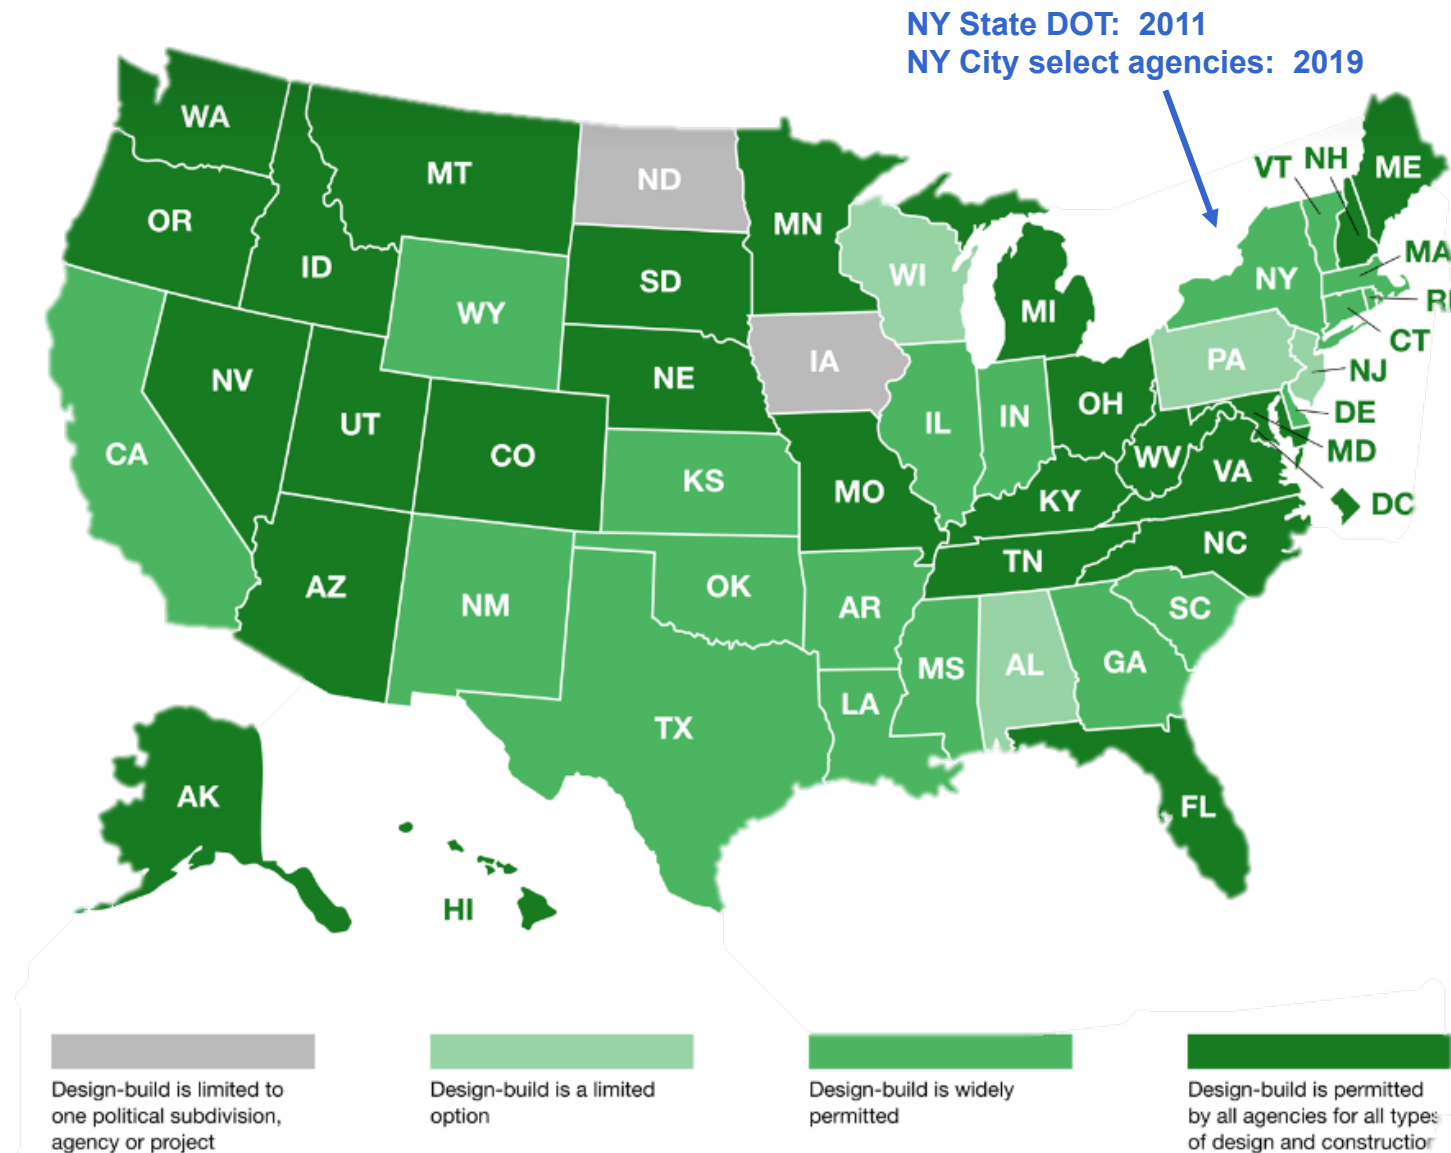 NY State DOT: 2011
NY City select agencies: 2019
WA
MT
ND
MN
VT
NH
ME
OR
ID
SD
WI
MI
NY
MA
WY
NE
IA
PA
CT
NJ
NV
UT
CO
KS
IL
IN
OH
DE
MD
CA
MO
WV
VA
DC
KY
NC
TN
AZ
NM
OK
AR
SC
MS
AL
GA
TX
LA
AK
FL
HI
Design-build is limited to
one political subdivision,
agency or project
Design-build is a limited
option
Design-build is widely
permitted
Design-build is permitted
by all agencies for all types
of design and construction